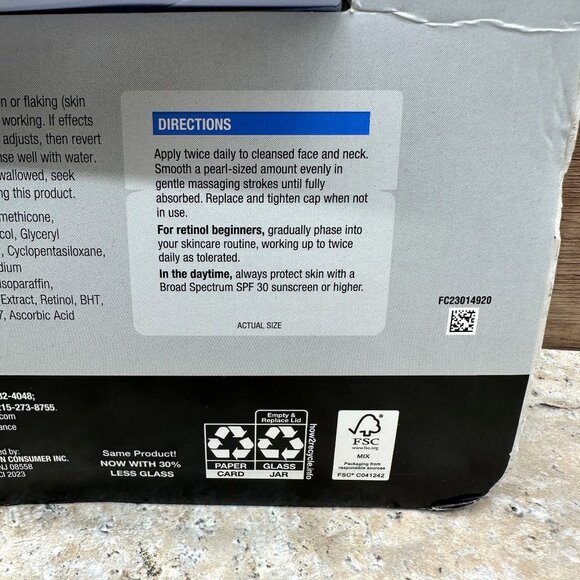 n or flaking (skin
working. If effects
adjusts, then revert
nse well with water.
wallowed, seek
ng this product.
methicone,
col, Glyceryl
, Cyclopentasiloxane,
dium
soparaffin,
Extract, Retinol, BHT,
7, Ascorbic Acid
DIRECTIONS
Apply twice daily to cleansed face and neck.
Smooth a pearl-sized amount evenly in
gentle massaging strokes until fully
absorbed. Replace and tighten cap when not
in use.
For retinol beginners, gradually phase into
your skincare routine, working up to twice
daily as tolerated.
In the daytime, always protect skin with a
Broad Spectrum SPF 30 sunscreen or higher.
ACTUAL SIZE
FC23014920
32-4048;
15-273-8755.
com
ance
ed by:
N CONSUMER INC.
NJ 08558
CI 2023
Same Product!
NOW WITH 30%
LESS GLASS
Empty &
Replace Lid
PAPER
CARD
GLASS
JAR
how2recycle.info
FSC
www.fsc.org
MIX
Packaging from
responsible sources
FSC® C041242